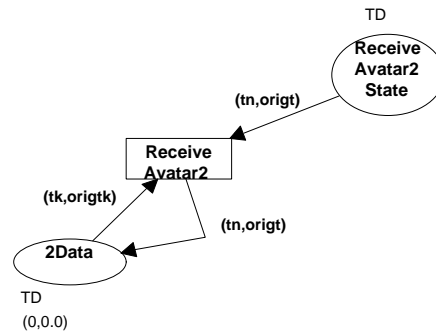 TD
Receive
Avatar2
State
(tn,origt)
Receive
Avatar2
(tk,origtk)
(tn,origt)
2Data
TD
(0,0.0)